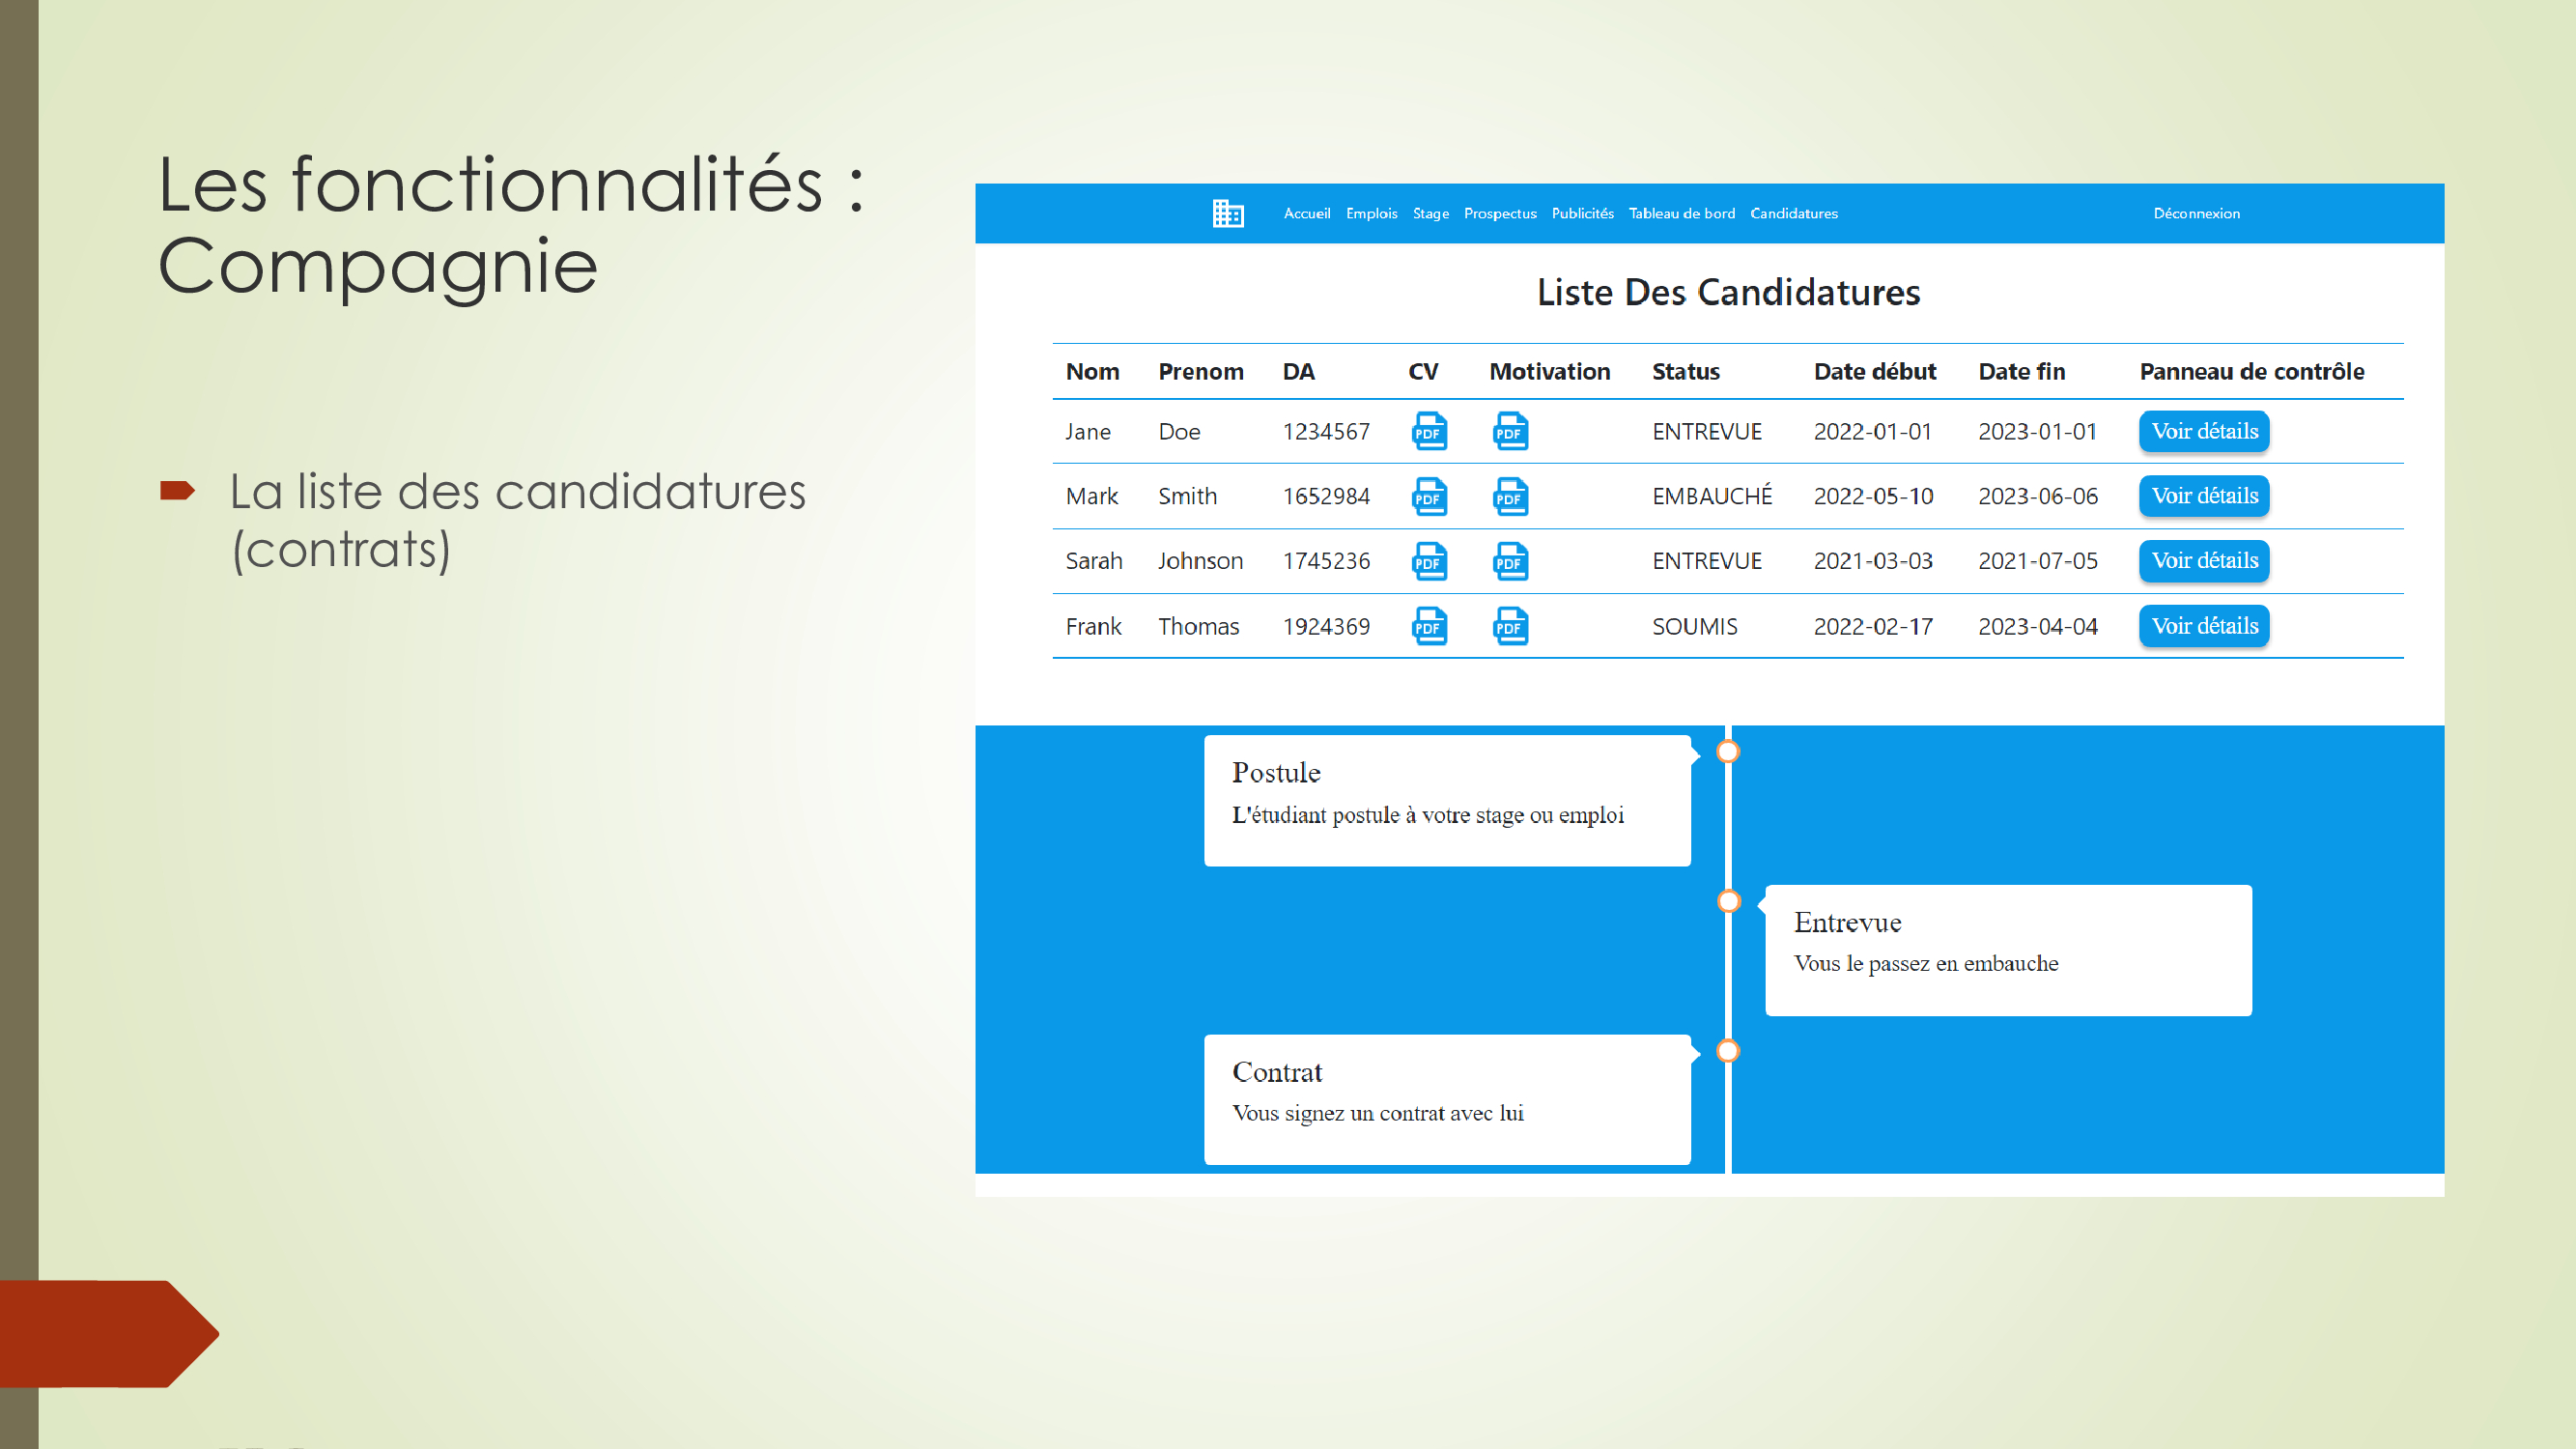 Les fonctionnalités :
Compagnie
La liste des candidatures
(contrats)
Accueil Emplois Stage Prospectus Publicités Tableau de bord Candidatures Déconnexion
Liste Des Candidatures
Nom Prenom DA CV Motivation Status Date début Date fin Panneau de contrôle
Jane Doe 1234567 PDF PDF ENTREVUE 2022-01-01 2023-01-01 Voir détails
Mark Smith 1652984 PDF PDF EMBAUCHÉ 2022-05-10 2023-06-06 Voir détails
Sarah Johnson 1745236 PDF PDF ENTREVUE 2021-03-03 2021-07-05 Voir détails
Frank Thomas 1924369 PDF PDF SOUMIS 2022-02-17 2023-04-04 Voir détails
Postule
L'étudiant postule à votre stage ou emploi
Entrevue
Vous le passez en embauche
Contrat
Vous signez un contrat avec lui